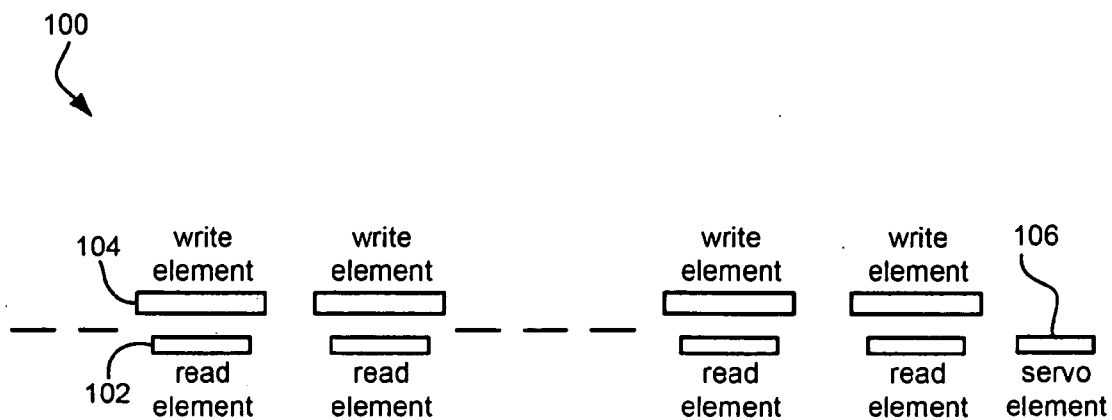 100
104
write
element
write
element
write
element
write
element
106
102
read
element
read
element
read
element
read
element
servo
element